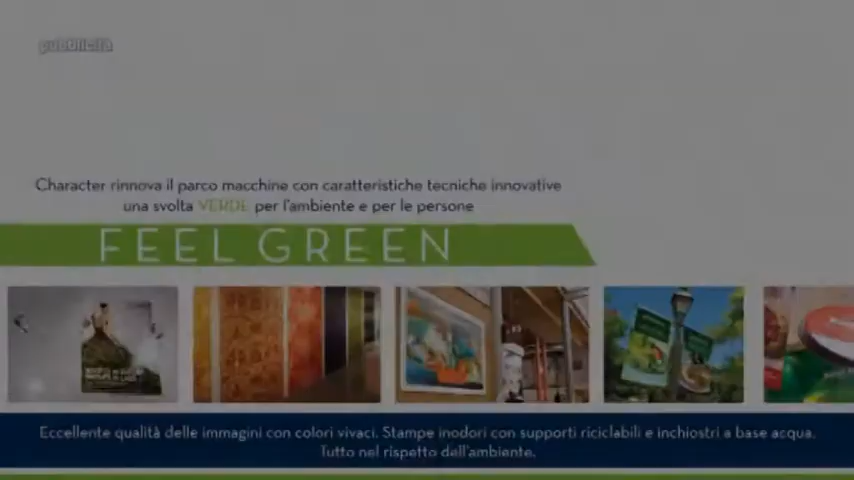 pubblicità
Character rinnova il parco macchine con caratteristiche tecniche innovative
una svolta VERDE per l'ambiente e per le persone
FEEL GREEN
Eccellente qualità delle immagini con colori vivaci. Stampe inodori con supporti riciclabili e inchiostri a base acqua.
Tutto nel rispetto dell'ambiente.